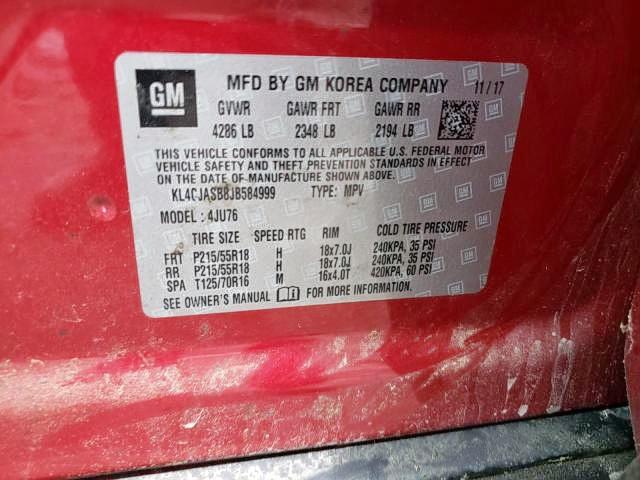 GM
MFD BY GM KOREA COMPANY 11/17
GVWR GAWR FRT GAWR RR
4286 LB 2348 LB 2194 LB
THIS VEHICLE CONFORMS TO ALL APPLICABLE U.S. FEDERAL MOTOR
VEHICLE SAFETY AND THEFT PREVENTION STANDARDS IN EFFECT
ON THE DATE OF MANUFACTURE SHOWN ABOVE.
KL4CJASB8JB584999 TYPE: MPV
MODEL: 4JU76
TIRE SIZE SPEED RTG RIM COLD TIRE PRESSURE
FRT P215/55R18 H 18x7.0J 240KPA, 35 PSI
RR P215/55R18 H 18x7.0J 240KPA, 35 PSI
SPA T125/70R16 M 16x4.0T 420KPA, 60 PSI
SEE OWNER'S MANUAL FOR MORE INFORMATION.